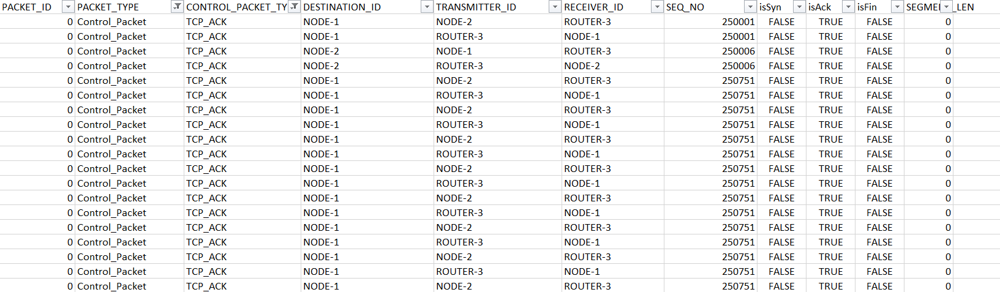 PACKET_ID PACKET_TYPE CONTROL_PACKET_TY DESTINATION_ID TRANSMITTER_ID RECEIVER_ID SEQ_NO isSyn isAck isFin SEGME _LEN
0 Control_Packet TCP_ACK NODE-1 NODE-2 ROUTER-3 250001 FALSE TRUE FALSE 0
0 Control_Packet TCP_ACK NODE-1 ROUTER-3 NODE-1 250001 FALSE TRUE FALSE 0
0 Control_Packet TCP_ACK NODE-2 NODE-1 ROUTER-3 250006 FALSE TRUE FALSE 0
0 Control_Packet TCP_ACK NODE-2 ROUTER-3 NODE-2 250006 FALSE TRUE FALSE 0
0 Control_Packet TCP_ACK NODE-1 NODE-2 ROUTER-3 250751 FALSE TRUE FALSE 0
0 Control_Packet TCP_ACK NODE-1 ROUTER-3 NODE-1 250751 FALSE TRUE FALSE 0
0 Control_Packet TCP_ACK NODE-1 NODE-2 ROUTER-3 250751 FALSE TRUE FALSE 0
0 Control_Packet TCP_ACK NODE-1 ROUTER-3 NODE-1 250751 FALSE TRUE FALSE 0
0 Control_Packet TCP_ACK NODE-1 NODE-2 ROUTER-3 250751 FALSE TRUE FALSE 0
0 Control_Packet TCP_ACK NODE-1 ROUTER-3 NODE-1 250751 FALSE TRUE FALSE 0
0 Control_Packet TCP_ACK NODE-1 NODE-2 ROUTER-3 250751 FALSE TRUE FALSE 0
0 Control_Packet TCP_ACK NODE-1 ROUTER-3 NODE-1 250751 FALSE TRUE FALSE 0
0 Control_Packet TCP_ACK NODE-1 NODE-2 ROUTER-3 250751 FALSE TRUE FALSE 0
0 Control_Packet TCP_ACK NODE-1 ROUTER-3 NODE-1 250751 FALSE TRUE FALSE 0
0 Control_Packet TCP_ACK NODE-1 NODE-2 ROUTER-3 250751 FALSE TRUE FALSE 0
0 Control_Packet TCP_ACK NODE-1 ROUTER-3 NODE-1 250751 FALSE TRUE FALSE 0
0 Control_Packet TCP_ACK NODE-1 NODE-2 ROUTER-3 250751 FALSE TRUE FALSE 0
0 Control_Packet TCP_ACK NODE-1 ROUTER-3 NODE-1 250751 FALSE TRUE FALSE 0
0 Control_Packet TCP_ACK NODE-1 NODE-2 ROUTER-3 250751 FALSE TRUE FALSE 0